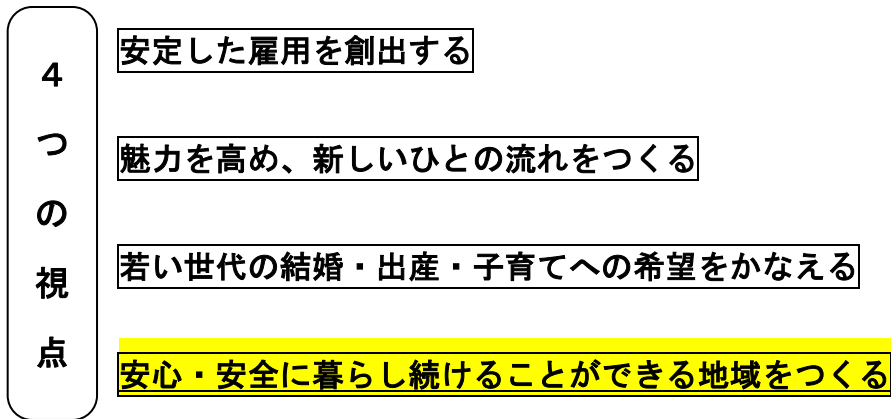 ４つの視点
安定した雇用を創出する
魅力を高め、新しいひとの流れをつくる
若い世代の結婚・出産・子育てへの希望をかなえる
安心・安全に暮らし続けることができる地域をつくる